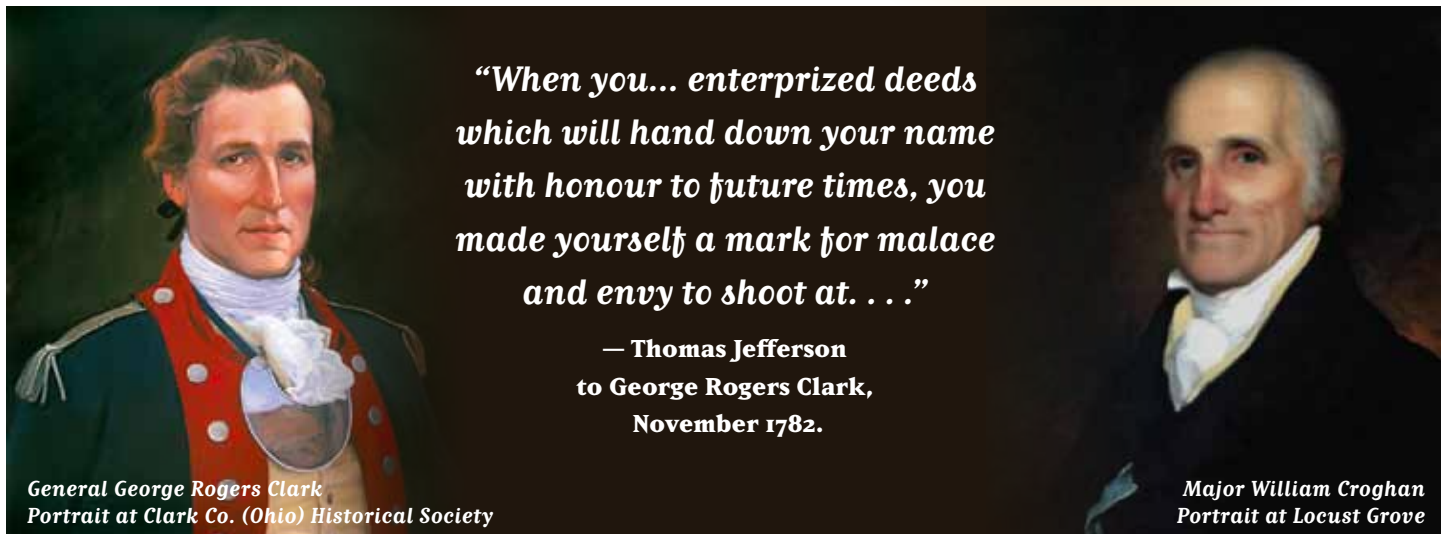 “When you... enterprized deeds
which will hand down your name
with honour to future times, you
made yourself a mark for malace
and envy to shoot at. . . .”
— Thomas Jefferson
to George Rogers Clark,
November 1782.
General George Rogers Clark
Portrait at Clark Co. (Ohio) Historical Society
Major William Croghan
Portrait at Locust Grove